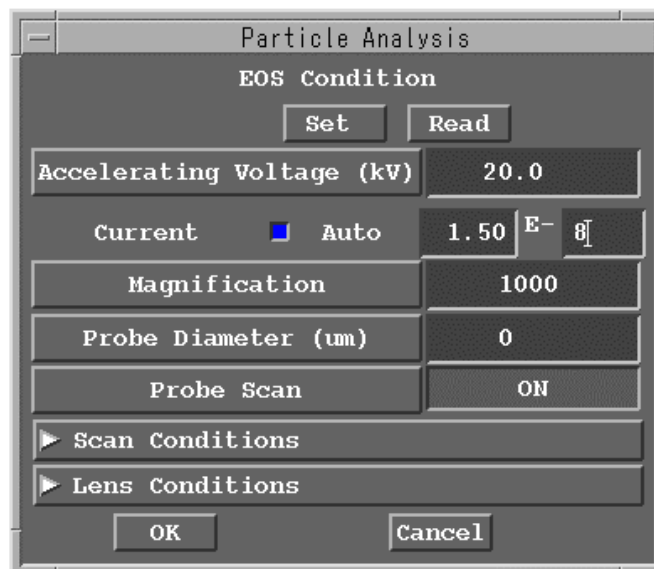 Particle Analysis
EOS Condition
Set Read
Accelerating Voltage (kV) 20.0
Current Auto 1.50 E- 8
Magnification 1000
Probe Diameter (um) 0
Probe Scan ON
Scan Conditions
Lens Conditions
OK Cancel